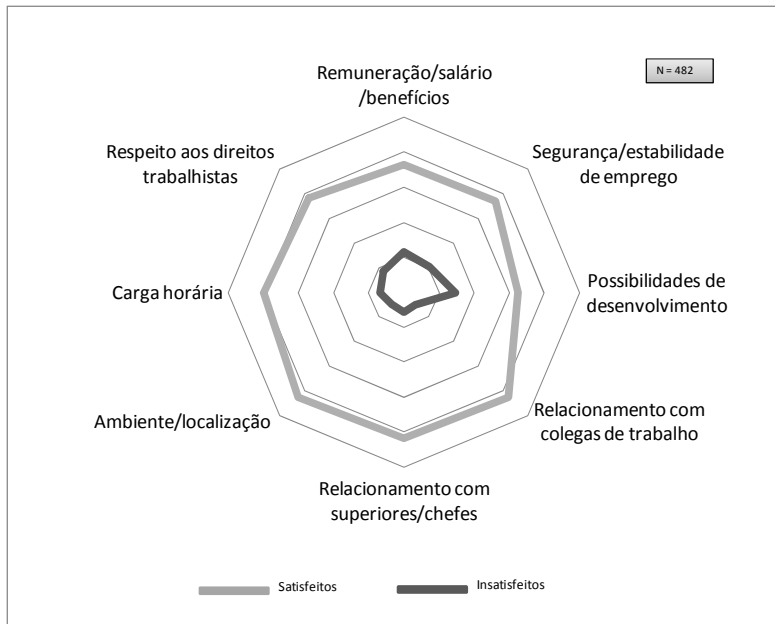 Remuneração/salário
/benefícios
N = 482
Segurança/estabilidade
de emprego
Possibilidades de
desenvolvimento
Relacionamento com
colegas de trabalho
Relacionamento com
superiores/chefes
Ambiente/localização
Carga horária
Respeito aos direitos
trabalhistas
Satisfeitos
Insatisfeitos